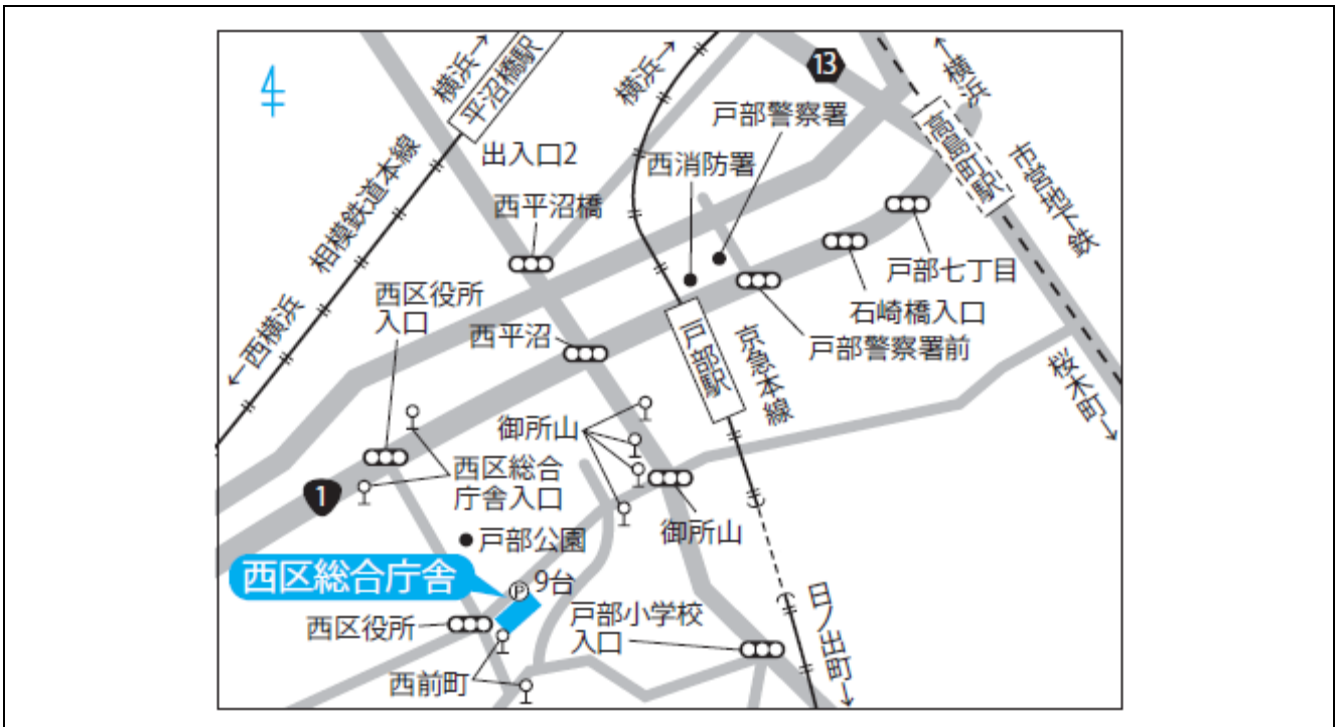 横浜→
平沼橋駅
横浜→
13
←横浜
高島町駅
市営地下鉄
戸部警察署
出入口2
西消防署
相模鉄道本線
西平沼橋
戸部七丁目
西区役所
入口
石崎橋入口
←西横浜
西平沼
戸部駅
京急本線
戸部警察署前
桜木町→
御所山
西区総合
庁舎入口
1
御所山
戸部公園
西区総合庁舎
P
9台
戸部小学校
入口
日ノ出町→
西区役所
西前町